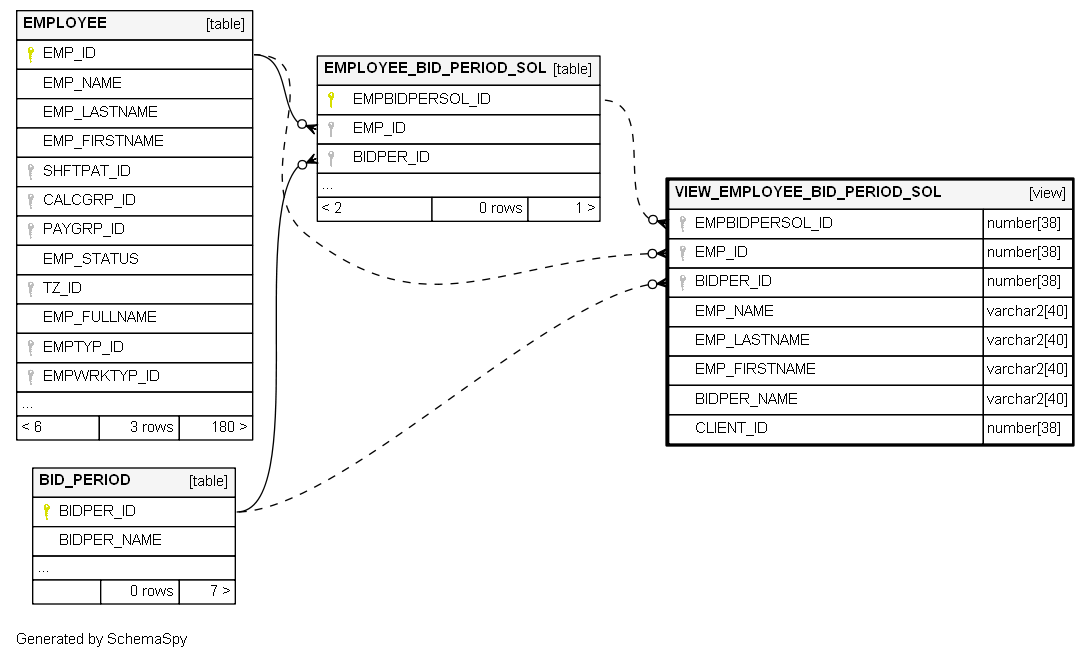 EMPLOYEE [table]
EMP_ID
EMP_NAME
EMP_LASTNAME
EMP_FIRSTNAME
SHFTPAT_ID
CALCGRP_ID
PAYGRP_ID
EMP_STATUS
TZ_ID
EMP_FULLNAME
EMPTYP_ID
EMPWRKTYP_ID
...
< 6 3 rows 180 >
BID_PERIOD [table]
BIDPER_ID
BIDPER_NAME
...
0 rows 7 >
EMPLOYEE_BID_PERIOD_SOL [table]
EMPBIDPERSOL_ID
EMP_ID
BIDPER_ID
...
< 2 0 rows 1 >
VIEW_EMPLOYEE_BID_PERIOD_SOL [view]
EMPBIDPERSOL_ID number[38]
EMP_ID number[38]
BIDPER_ID number[38]
EMP_NAME varchar2[40]
EMP_LASTNAME varchar2[40]
EMP_FIRSTNAME varchar2[40]
BIDPER_NAME varchar2[40]
CLIENT_ID number[38]
Generated by SchemaSpy